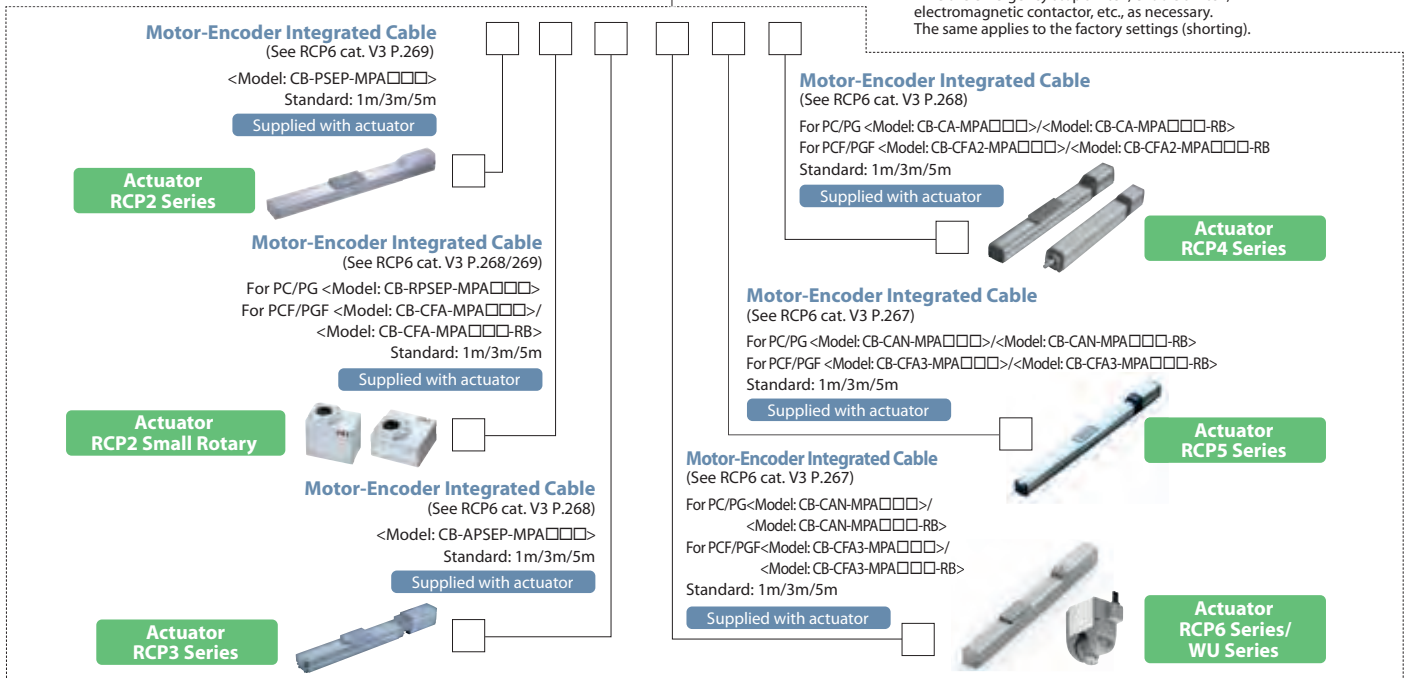 electromagnetic contactor, etc., as necessary.
The same applies to the factory settings (shorting).
Motor-Encoder Integrated Cable
(See RCP6 cat. V3 P.269)
<Model: CB-PSEP-MPA□□□>
Standard: 1m/3m/5m
Supplied with actuator
Actuator
RCP2 Series
Motor-Encoder Integrated Cable
(See RCP6 cat. V3 P.268/269)
For PC/PG <Model: CB-RPSEP-MPA□□□>
For PCF/PGF <Model: CB-CFA-MPA□□□>/
<Model: CB-CFA-MPA□□□-RB>
Standard: 1m/3m/5m
Supplied with actuator
Actuator
RCP2 Small Rotary
Motor-Encoder Integrated Cable
(See RCP6 cat. V3 P.268)
<Model: CB-APSEP-MPA□□□>
Standard: 1m/3m/5m
Supplied with actuator
Actuator
RCP3 Series
Motor-Encoder Integrated Cable
(See RCP6 cat. V3 P.268)
For PC/PG <Model: CB-CA-MPA□□□>/<Model: CB-CA-MPA□□□-RB>
For PCF/PGF <Model: CB-CFA2-MPA□□□>/<Model: CB-CFA2-MPA□□□-RB
Standard: 1m/3m/5m
Supplied with actuator
Actuator
RCP4 Series
Motor-Encoder Integrated Cable
(See RCP6 cat. V3 P.267)
For PC/PG <Model: CB-CAN-MPA□□□>/<Model: CB-CAN-MPA□□□-RB>
For PCF/PGF <Model: CB-CFA3-MPA□□□>/<Model: CB-CFA3-MPA□□□-RB>
Standard: 1m/3m/5m
Supplied with actuator
Actuator
RCP5 Series
Motor-Encoder Integrated Cable
(See RCP6 cat. V3 P.267)
For PC/PG<Model: CB-CAN-MPA□□□>/
<Model: CB-CAN-MPA□□□-RB>
For PCF/PGF<Model: CB-CFA3-MPA□□□>/
<Model: CB-CFA3-MPA□□□-RB>
Standard: 1m/3m/5m
Supplied with actuator
Actuator
RCP6 Series/
WU Series